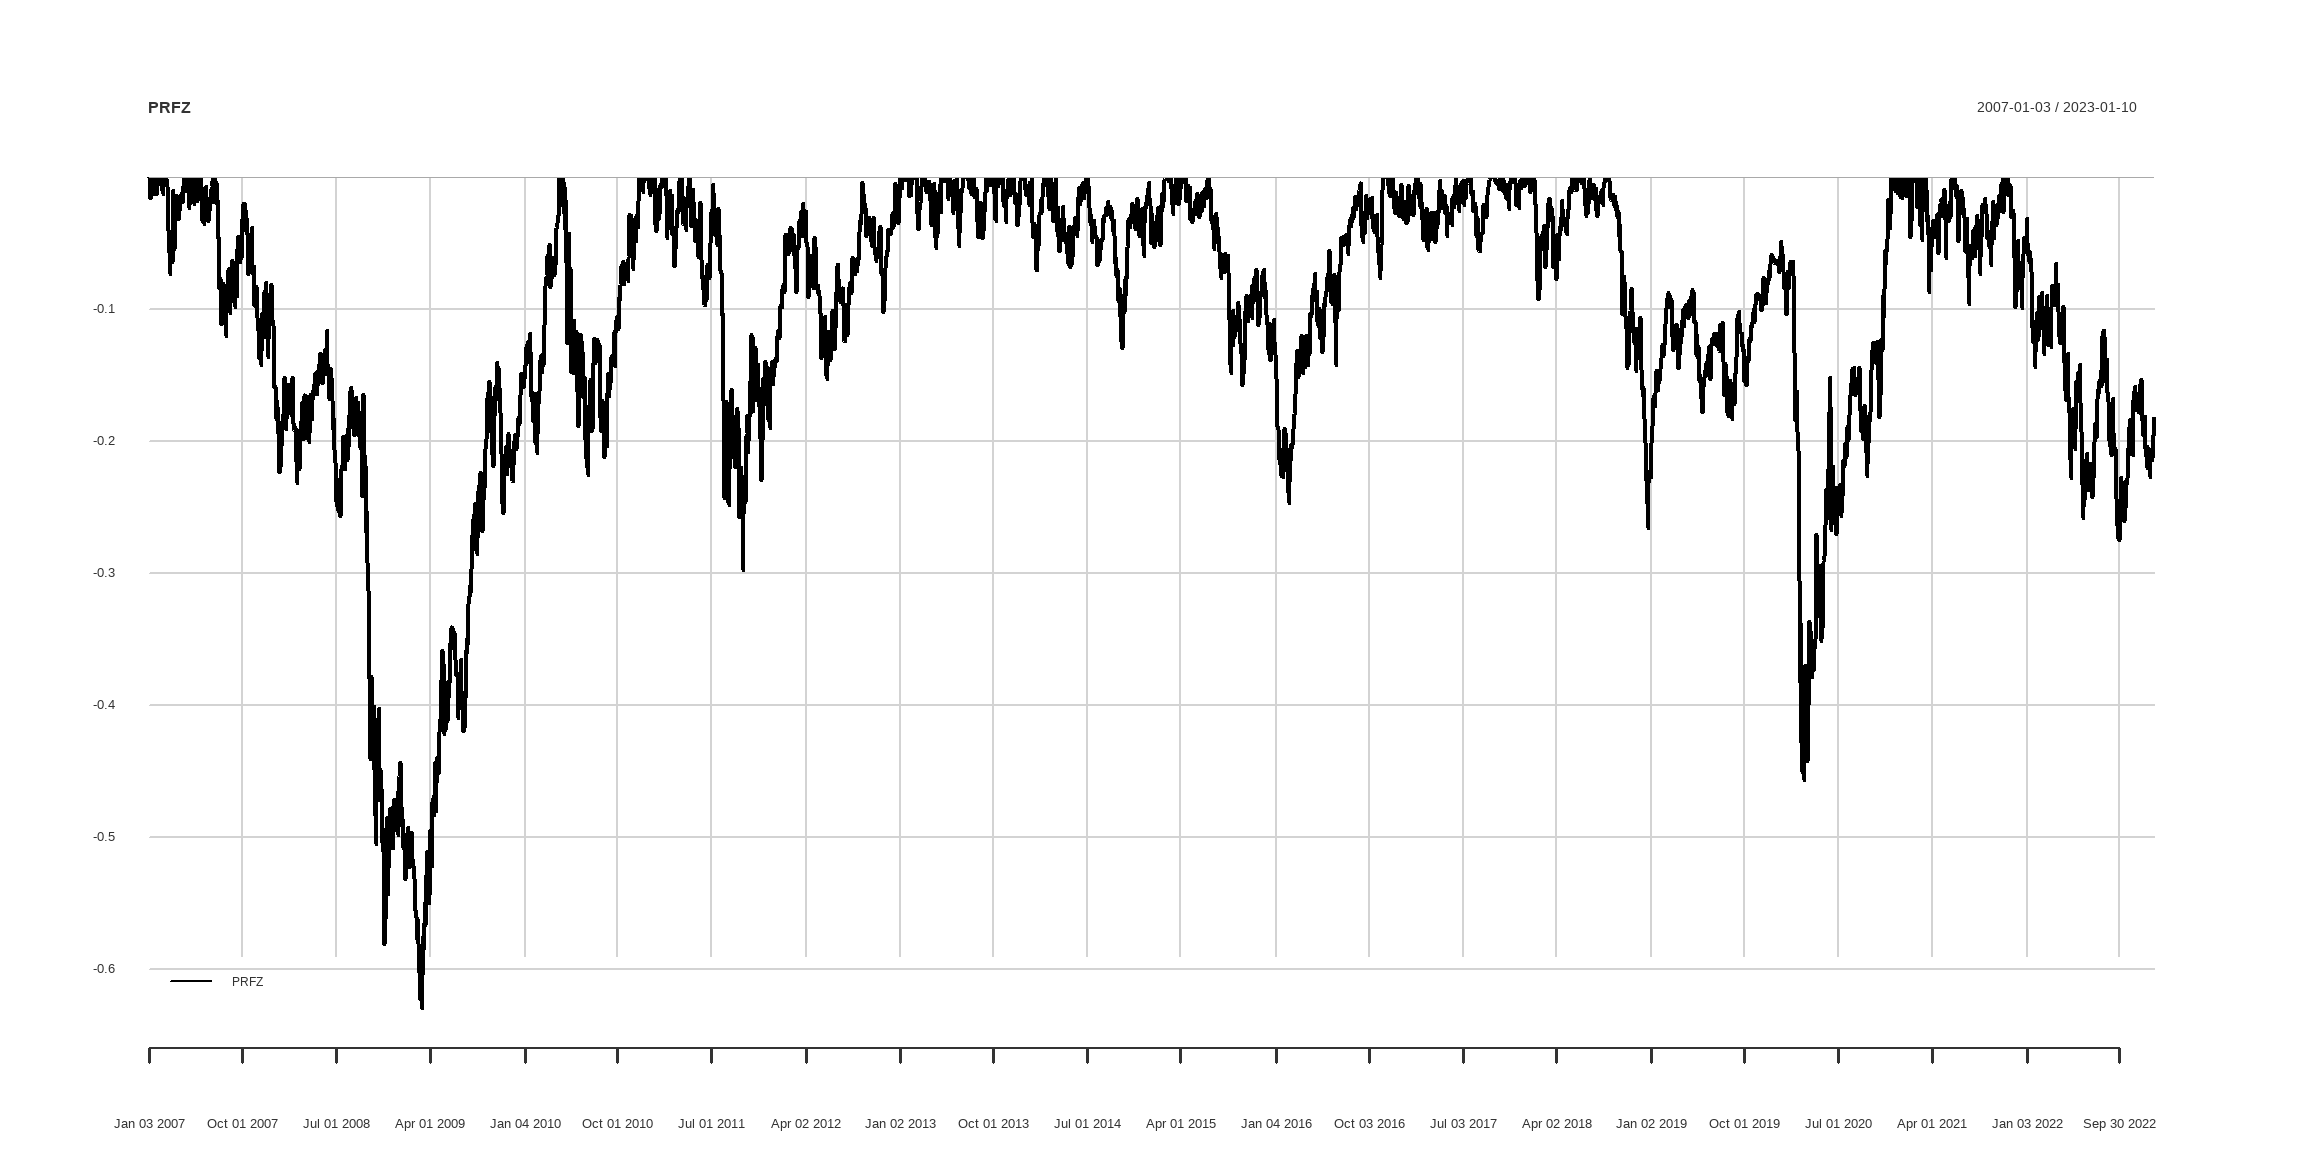 PRFZ 2007-01-03 / 2023-01-10
-0.1
-0.2
-0.3
-0.4
-0.5
-0.6
PRFZ
Jan 03 2007 Oct 01 2007 Jul 01 2008 Apr 01 2009 Jan 04 2010 Oct 01 2010 Jul 01 2011 Apr 02 2012 Jan 02 2013 Oct 01 2013 Jul 01 2014 Apr 01 2015 Jan 04 2016 Oct 03 2016 Jul 03 2017 Apr 02 2018 Jan 02 2019 Oct 01 2019 Jul 01 2020 Apr 01 2021 Jan 03 2022 Sep 30 2022